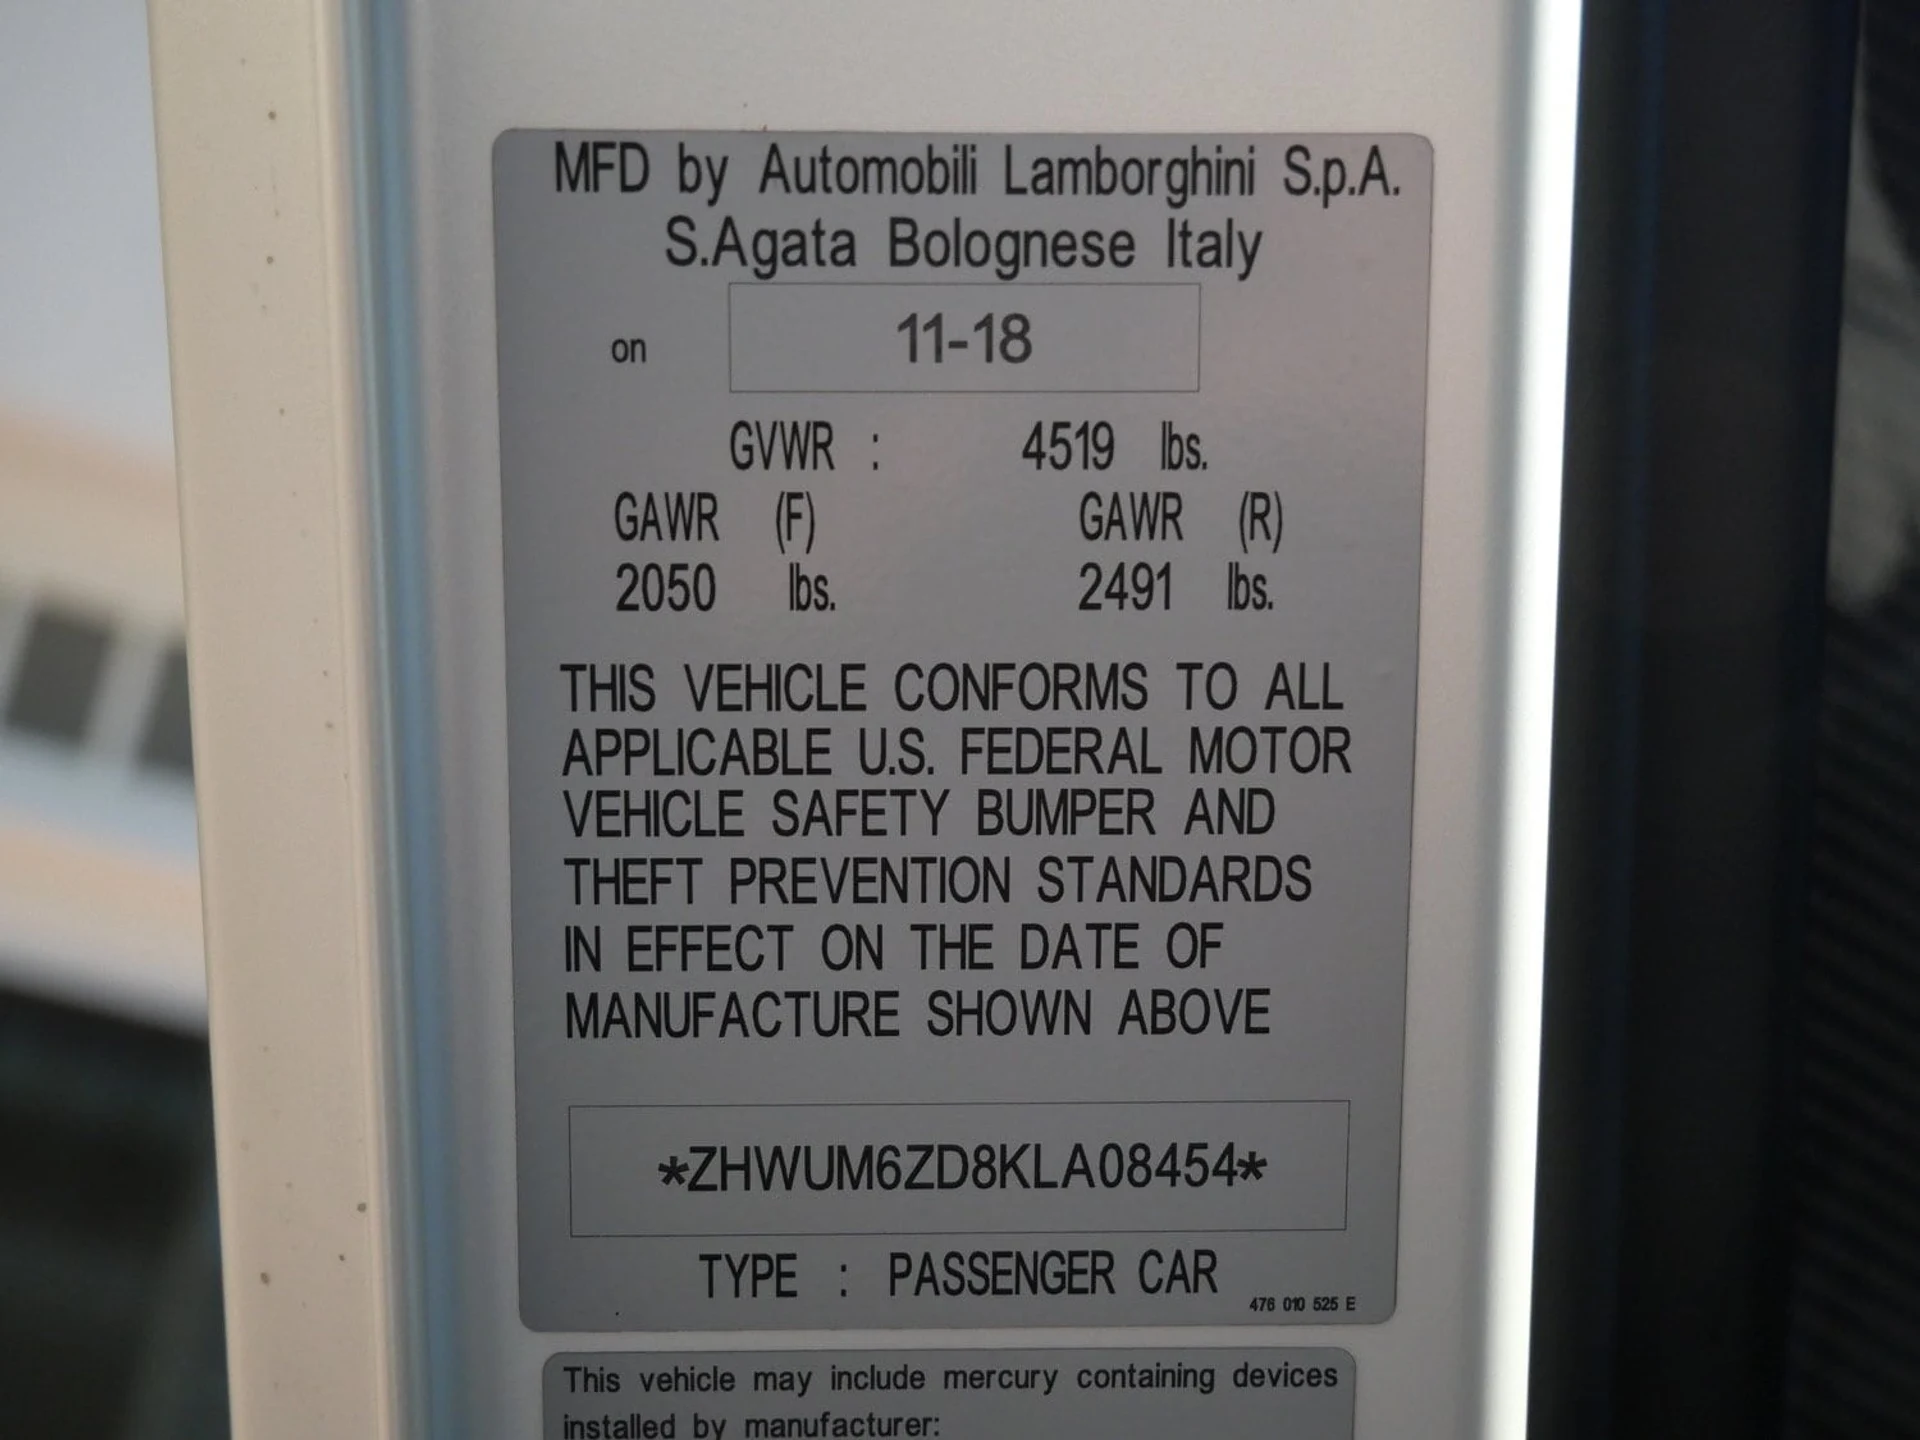 MFD by Automobili Lamborghini S.p.A.
S.Agata Bolognese Italy
on 11-18
GVWR : 4519 lbs.
GAWR (F) GAWR (R)
2050 lbs. 2491 lbs.
THIS VEHICLE CONFORMS TO ALL
APPLICABLE U.S. FEDERAL MOTOR
VEHICLE SAFETY BUMPER AND
THEFT PREVENTION STANDARDS
IN EFFECT ON THE DATE OF
MANUFACTURE SHOWN ABOVE
*ZHWUM6ZD8KLA08454*
TYPE : PASSENGER CAR
476 010 525 E
This vehicle may include mercury containing devices
installed by manufacturer: